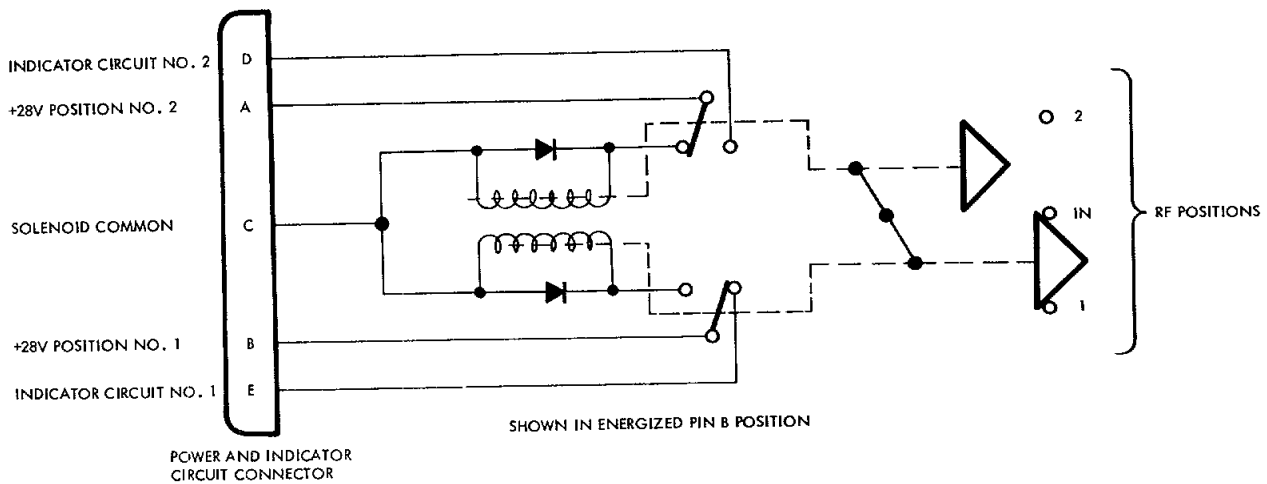 INDICATOR CIRCUIT NO. 2 D
+28V POSITION NO. 2 A
2
SOLENOID COMMON C
IN
RF POSITIONS
1
+28V POSITION NO. 1 B
INDICATOR CIRCUIT NO. 1 E
SHOWN IN ENERGIZED PIN B POSITION
POWER AND INDICATOR
CIRCUIT CONNECTOR